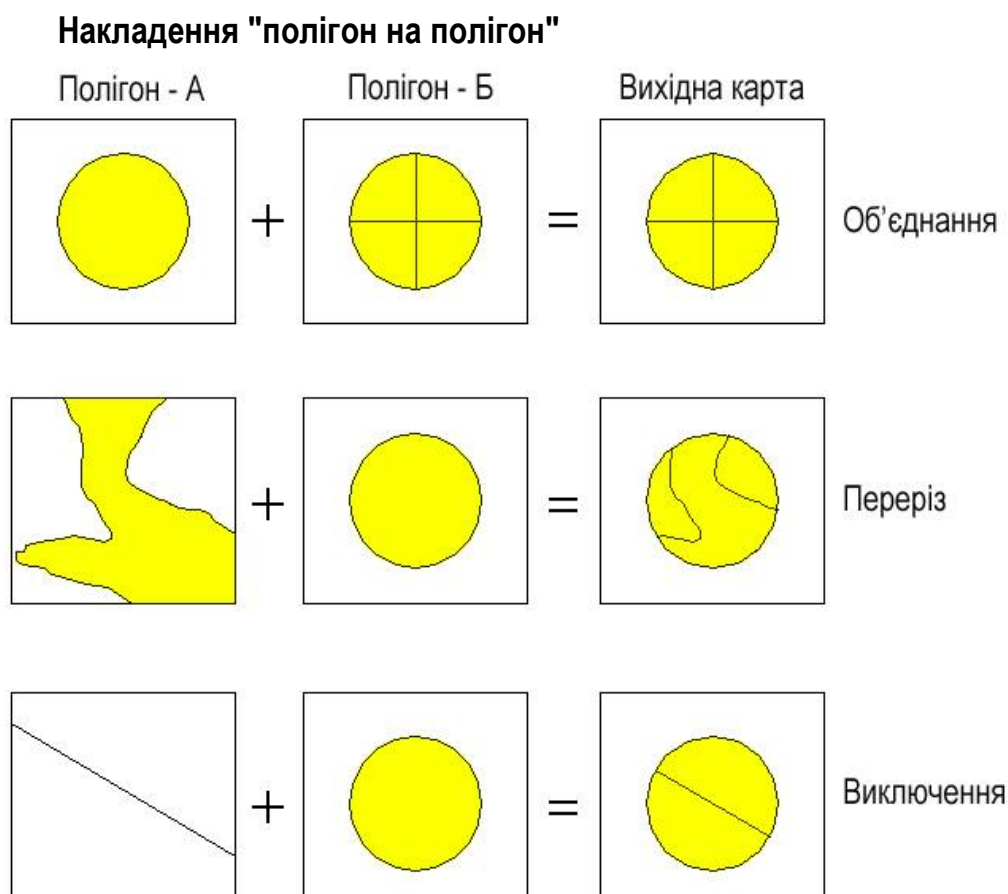 Накладення "полігон на полігон"
Полігон - А Полігон - Б Вихідна карта
+ = Об’єднання
+ = Переріз
+ = Виключення